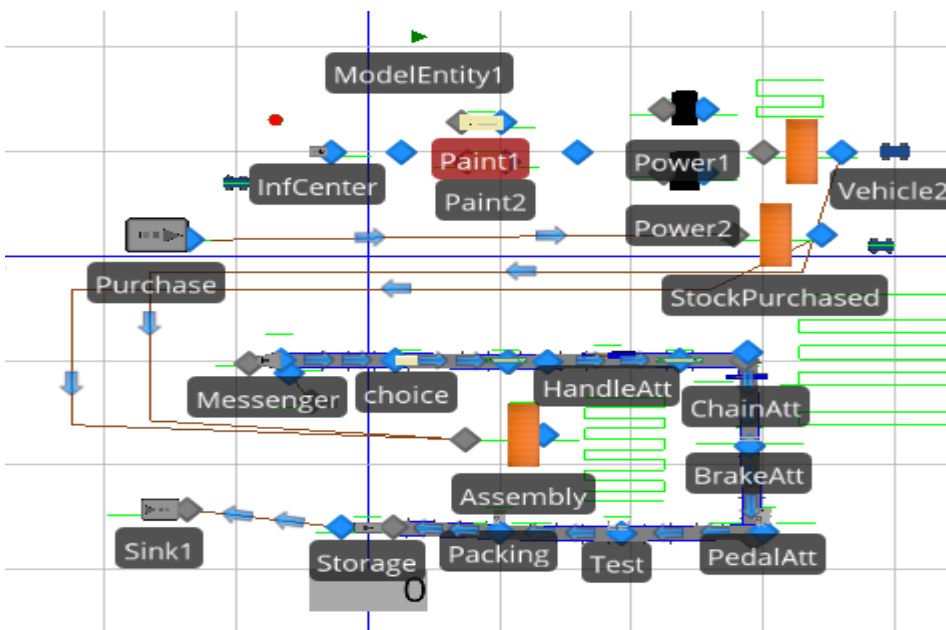 ModelEntity1
Paint1
Power1
InfCenter
Paint2
Vehicle2
Power2
Purchase
StockPurchased
Messenger
choice
HandleAtt
ChainAtt
BrakeAtt
Assembly
Sink1
Storage
Packing
Test
PedalAtt
0